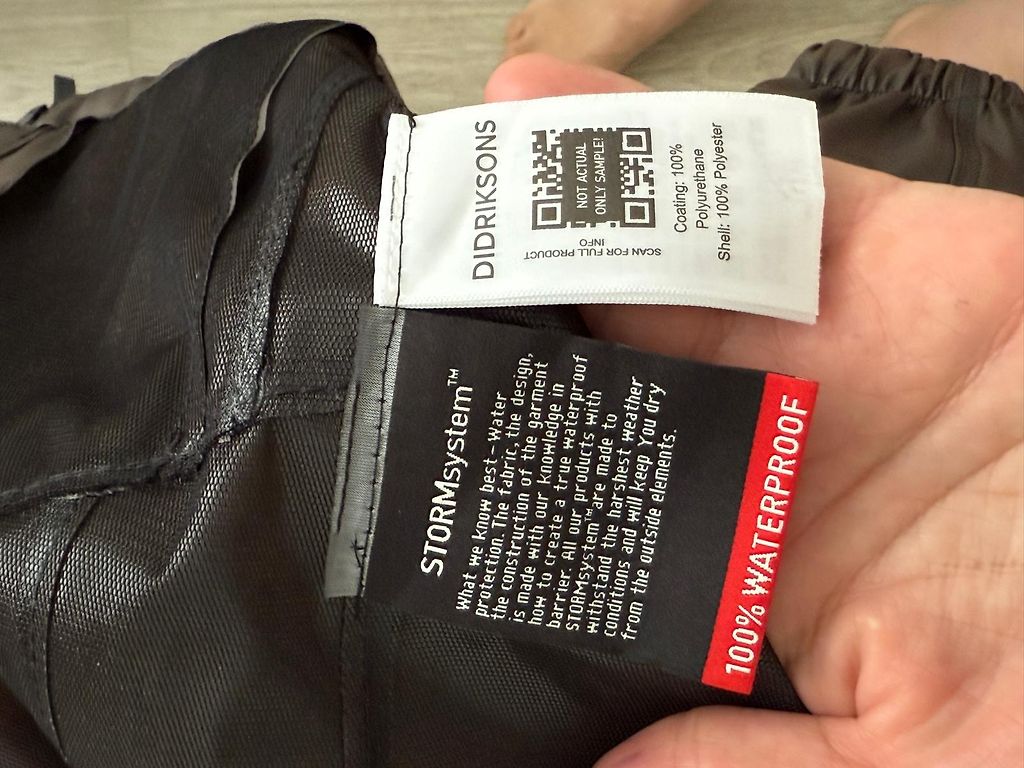 DIDRIKSONS
NOT ACTUAL
ONLY SAMPLE!
SCAN FOR FULL PRODUCT
INFO
Coating: 100%
Polyurethane
Shell: 100% Polyester
STORMsystem™
What we know best – Water
protection. The fabric, the design,
the construction of the garment
is made with our knowledge in
how to create a true waterproof
barrier. All our products with
STORMsystem™ are made to
withstand the harshest weather
conditions and will keep You dry
from the outside elements.
100% WATERPROOF